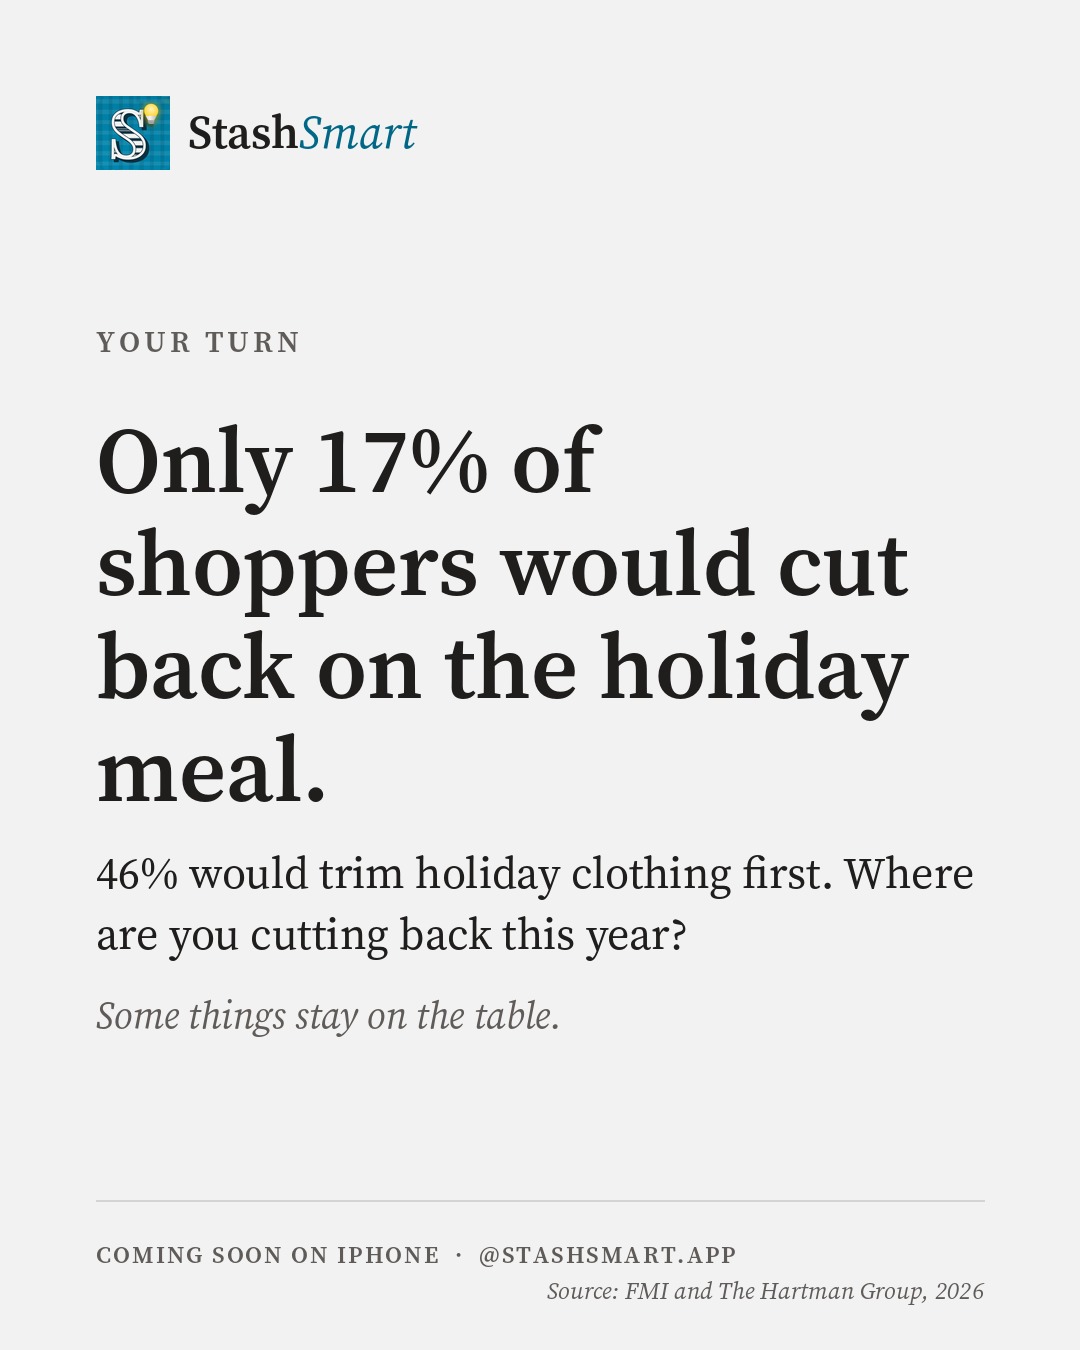 S
StashSmart
YOUR TURN
Only 17% of
shoppers would cut
back on the holiday
meal.
46% would trim holiday clothing first. Where
are you cutting back this year?
Some things stay on the table.
COMING SOON ON IPHONE · @STASHSMART.APP
Source: FMI and The Hartman Group, 2026